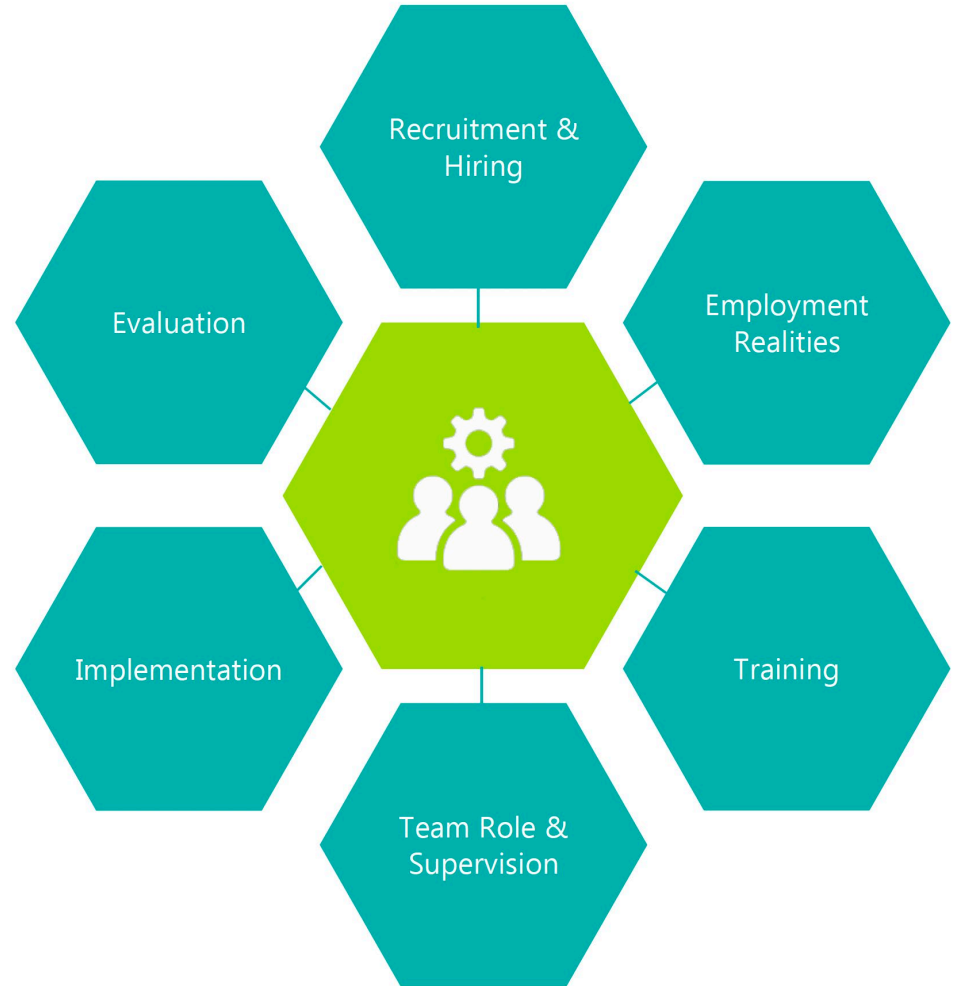 Recruitment &
Hiring
Employment
Realities
Training
Team Role &
Supervision
Implementation
Evaluation